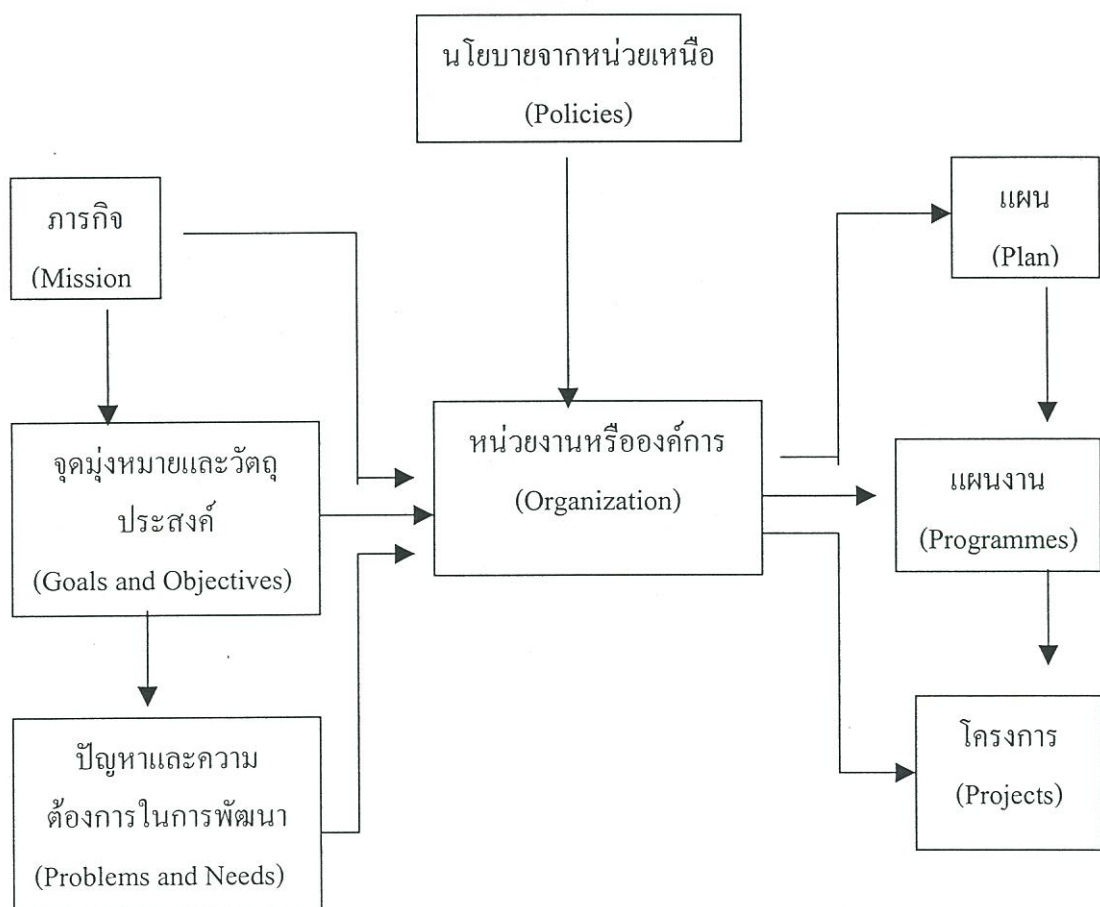 นโยบายจากหน่วยเหนือ
(Policies)
ภารกิจ
(Mission
แผน
(Plan)
จุดมุ่งหมายและวัตถุ
ประสงค์
(Goals and Objectives)
หน่วยงานหรือองค์การ
(Organization)
แผนงาน
(Programmes)
ปัญหาและความ
ต้องการในการพัฒนา
(Problems and Needs)
โครงการ
(Projects)